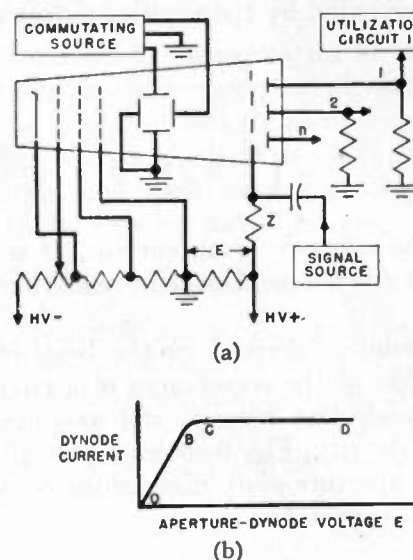 COMMUTATING
SOURCE
UTILIZATION
CIRCUIT I
1
2
n
E
Z
SIGNAL
SOURCE
HV-
HV+
(a)
DYNODE
CURRENT
B
C
D
O
APERTURE-DYNODE VOLTAGE E
(b)